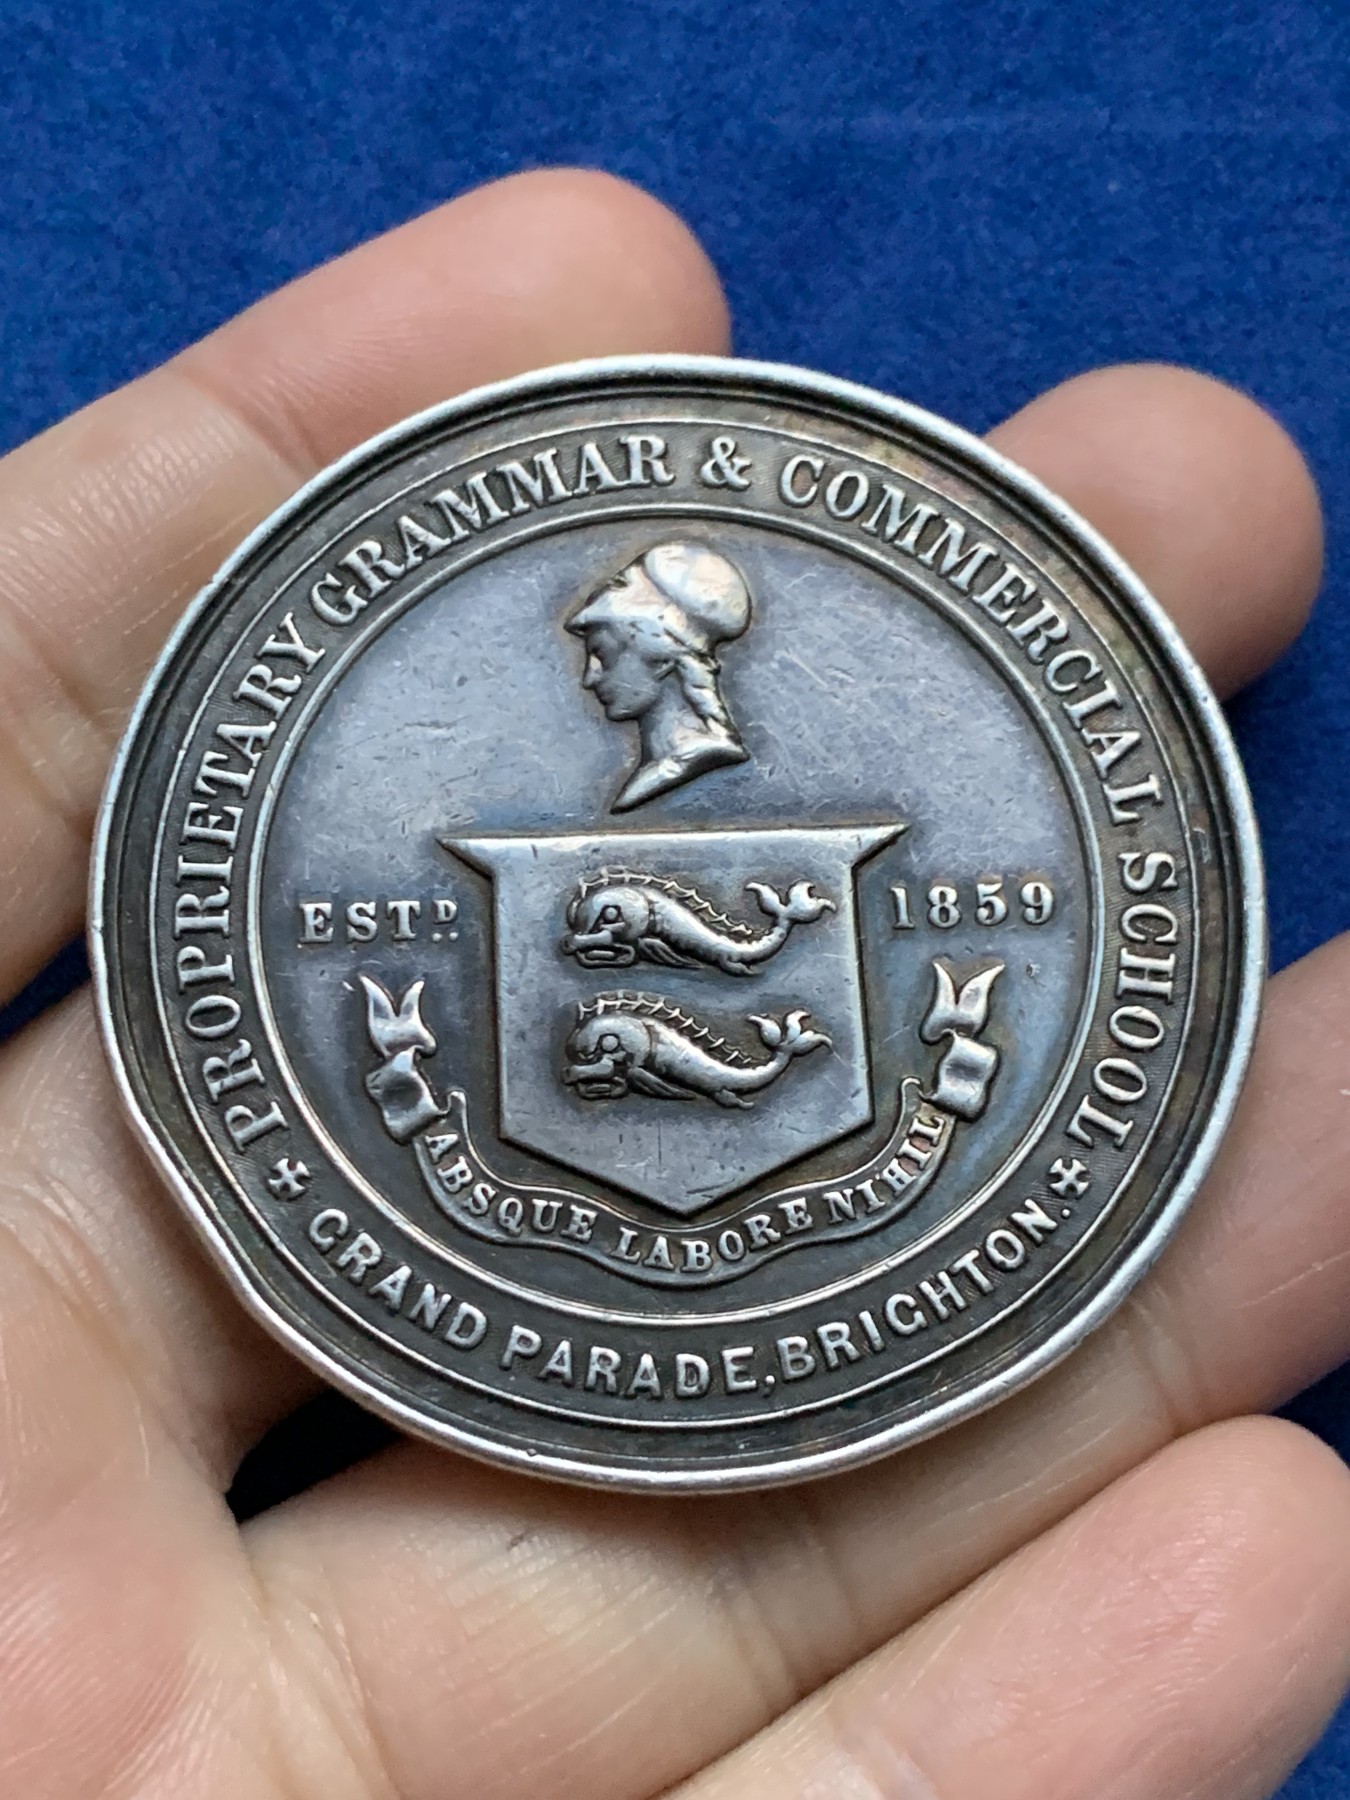 PROPRIETARY GRAMMAR & COMMERCIAL SCHOOL
ESTD. 1859
ABSQUE LABORE NIHIL
GRAND PARADE, BRIGHTON.